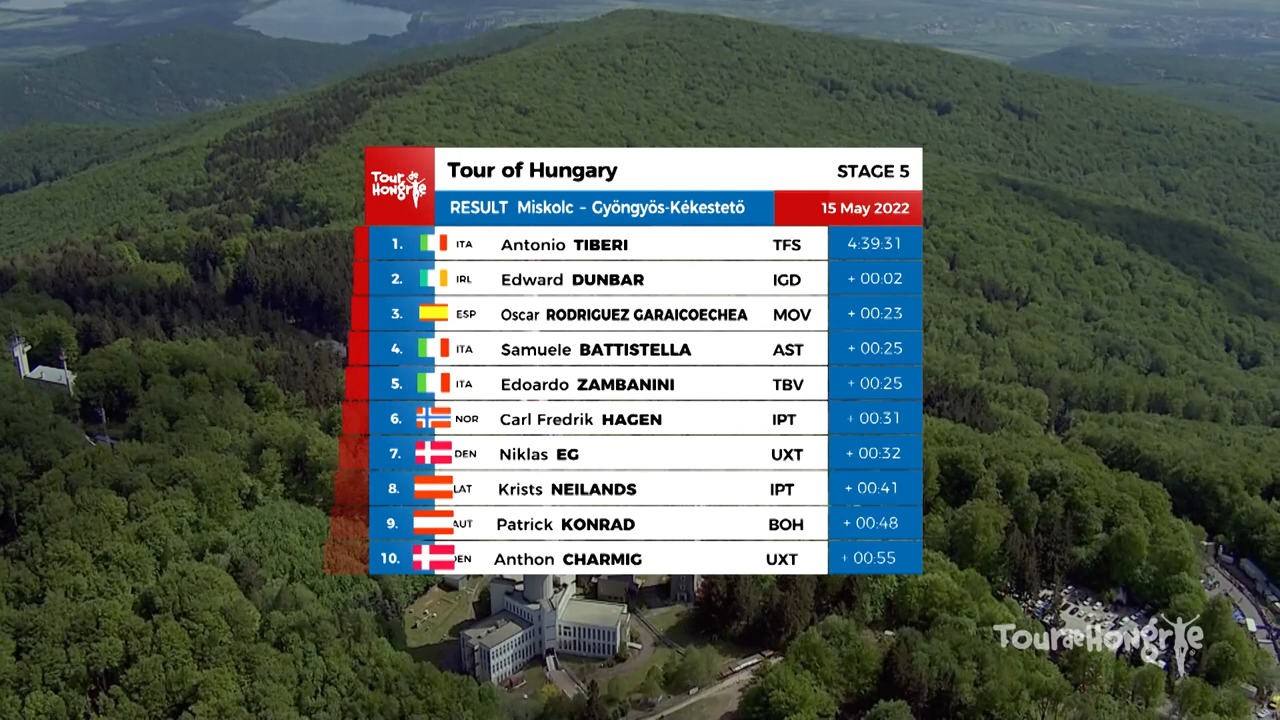 Tour de Hongrie
Tour of Hungary STAGE 5
RESULT Miskolc - Gyöngyös-Kékestető 15 May 2022
1. ITA Antonio TIBERI TFS 4:39:31
2. IRL Edward DUNBAR IGD + 00:02
3. ESP Oscar RODRIGUEZ GARAICOECHEA MOV + 00:23
4. ITA Samuele BATTISTELLA AST + 00:25
5. ITA Edoardo ZAMBANINI TBV + 00:25
6. NOR Carl Fredrik HAGEN IPT + 00:31
7. DEN Niklas EG UXT + 00:32
8. LAT Krists NEILANDS IPT + 00:41
9. AUT Patrick KONRAD BOH + 00:48
10. DEN Anthon CHARMIG UXT + 00:55
Tour de Hongrie